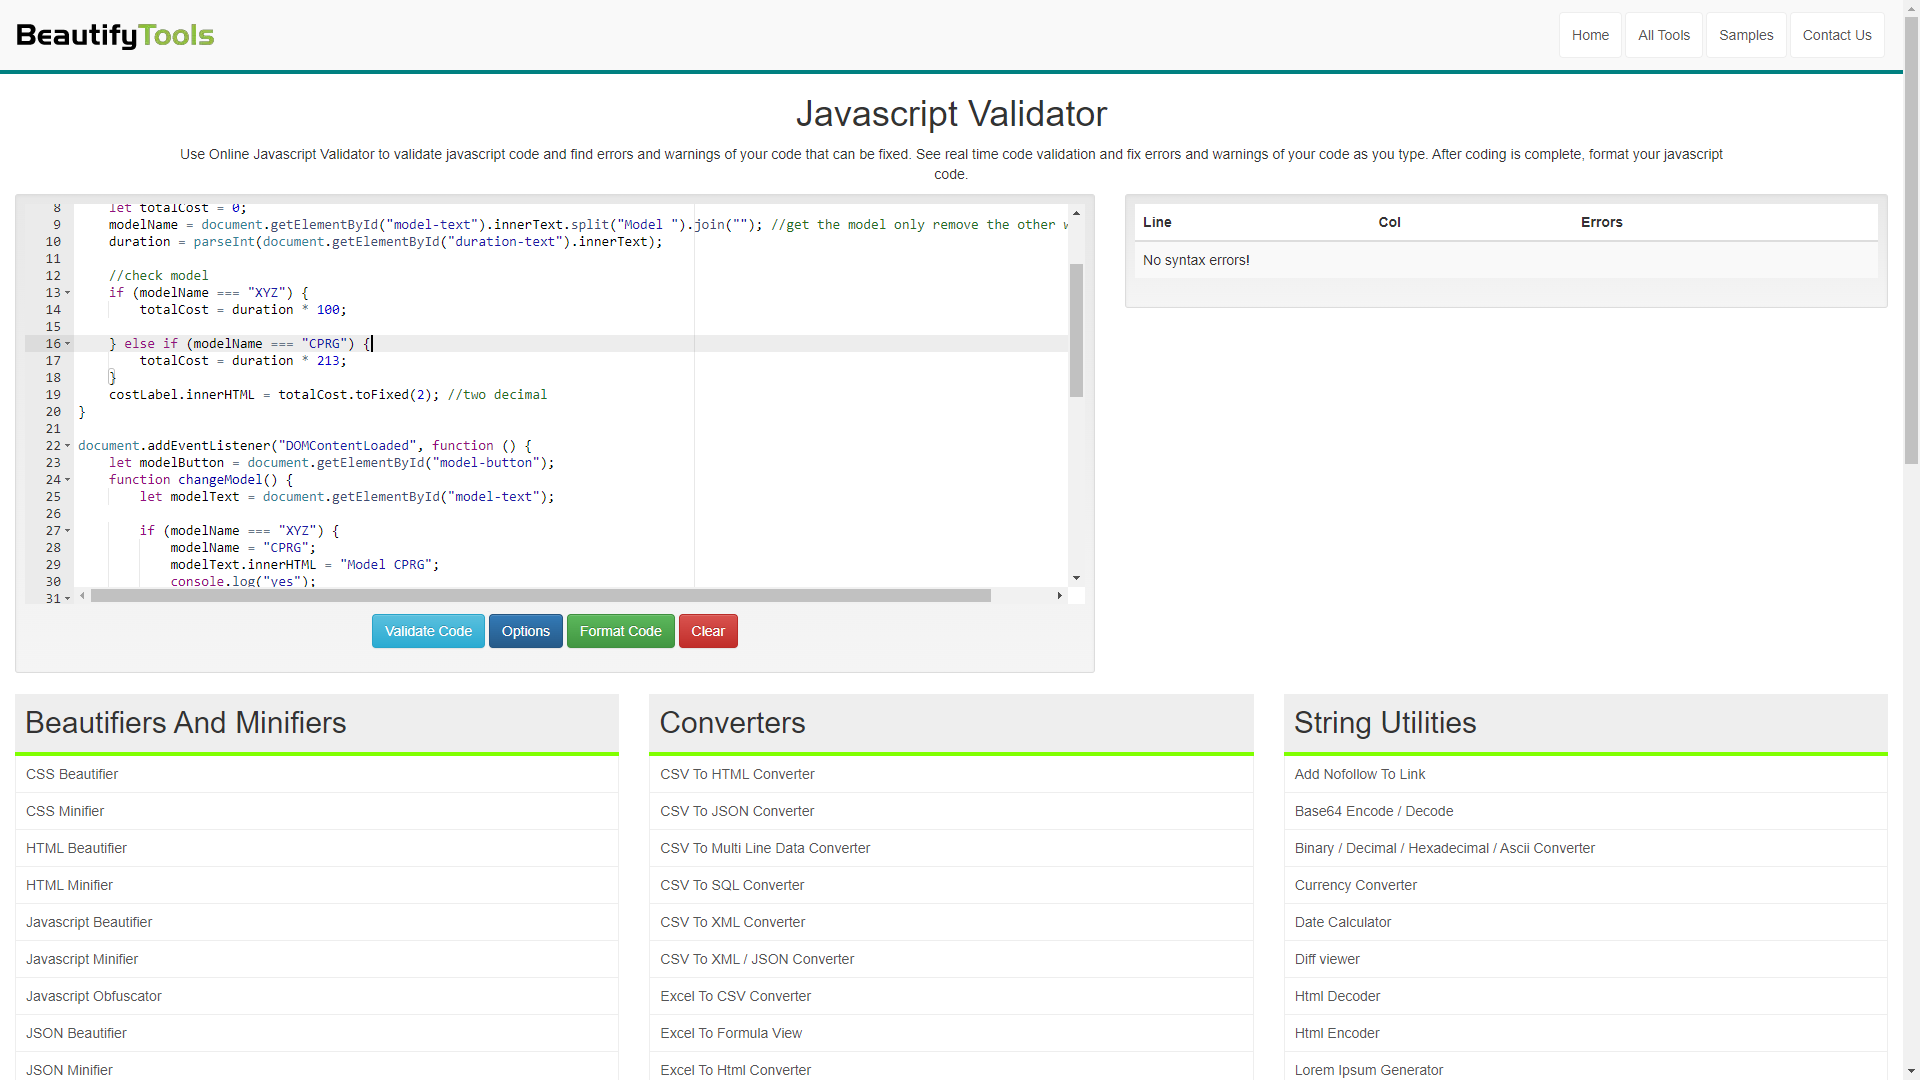 BeautifyTools
Home
All Tools
Samples
Contact Us
Javascript Validator
Use Online Javascript Validator to validate javascript code and find errors and warnings of your code that can be fixed. See real time code validation and fix errors and warnings of your code as you type. After coding is complete, format your javascript
code.
8 let totalCost = 0;
9 modelName = document.getElementById("model-text").innerText.split("Model ").join(""); //get the model only remove the other
10 duration = parseInt(document.getElementById("duration-text").innerText);
11
12 //check model
13 if (modelName === "XYZ") {
14 totalCost = duration * 100;
15
16 } else if (modelName === "CPRG") {
17 totalCost = duration * 213;
18 }
19 costLabel.innerHTML = totalCost.toFixed(2); //two decimal
20 }
21
22 document.addEventListener("DOMContentLoaded", function () {
23 let modelButton = document.getElementById("model-button");
24 function changeModel() {
25 let modelText = document.getElementById("model-text");
26
27 if (modelName === "XYZ") {
28 modelName = "CPRG";
29 modelText.innerHTML = "Model CPRG";
30 console.log("yes");
31
Validate Code
Options
Format Code
Clear
Line Col Errors
No syntax errors!
Beautifiers And Minifiers
CSS Beautifier
CSS Minifier
HTML Beautifier
HTML Minifier
Javascript Beautifier
Javascript Minifier
Javascript Obfuscator
JSON Beautifier
JSON Minifier
Converters
CSV To HTML Converter
CSV To JSON Converter
CSV To Multi Line Data Converter
CSV To SQL Converter
CSV To XML Converter
CSV To XML / JSON Converter
Excel To CSV Converter
Excel To Formula View
Excel To Html Converter
String Utilities
Add Nofollow To Link
Base64 Encode / Decode
Binary / Decimal / Hexadecimal / Ascii Converter
Currency Converter
Date Calculator
Diff viewer
Html Decoder
Html Encoder
Lorem Ipsum Generator